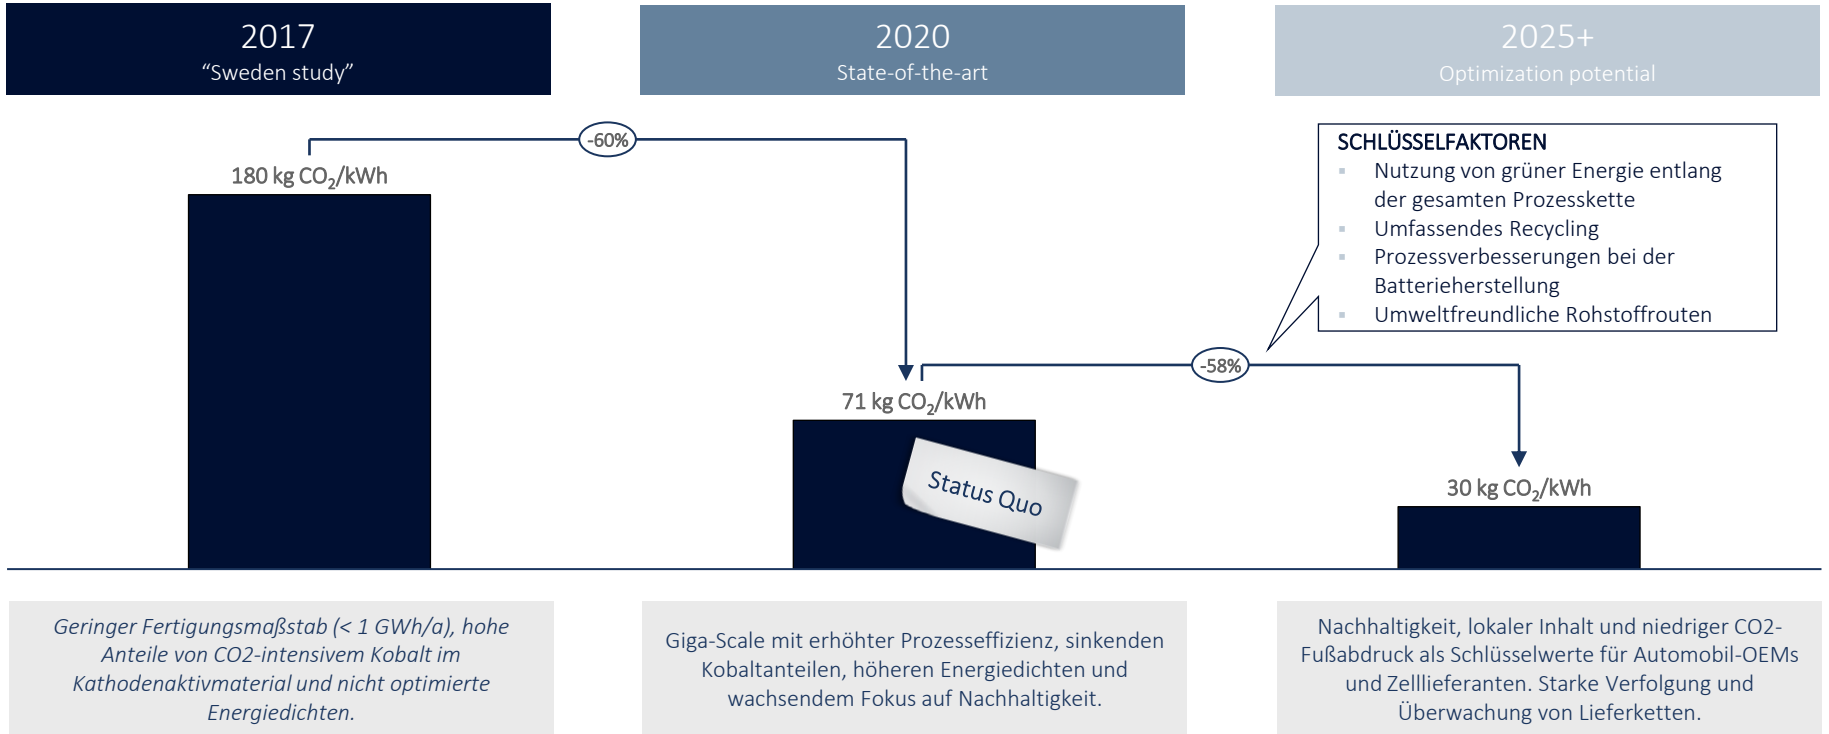 2017
“Sweden study”
2020
State-of-the-art
2025+
Optimization potential
-60%
180 kg CO₂/kWh
SCHLÜSSELFAKTOREN
▪ Nutzung von grüner Energie entlang
der gesamten Prozesskette
▪ Umfassendes Recycling
▪ Prozessverbesserungen bei der
Batterieherstellung
▪ Umweltfreundliche Rohstoffrouten
-58%
71 kg CO₂/kWh
Status Quo
30 kg CO₂/kWh
Geringer Fertigungsmaßstab (< 1 GWh/a), hohe
Anteile von CO2-intensivem Kobalt im
Kathodenaktivmaterial und nicht optimierte
Energiedichten.
Giga-Scale mit erhöhter Prozesseffizienz, sinkenden
Kobaltanteilen, höheren Energiedichten und
wachsendem Fokus auf Nachhaltigkeit.
Nachhaltigkeit, lokaler Inhalt und niedriger CO2-
Fußabdruck als Schlüsselwerte für Automobil-OEMs
und Zelllieferanten. Starke Verfolgung und
Überwachung von Lieferketten.